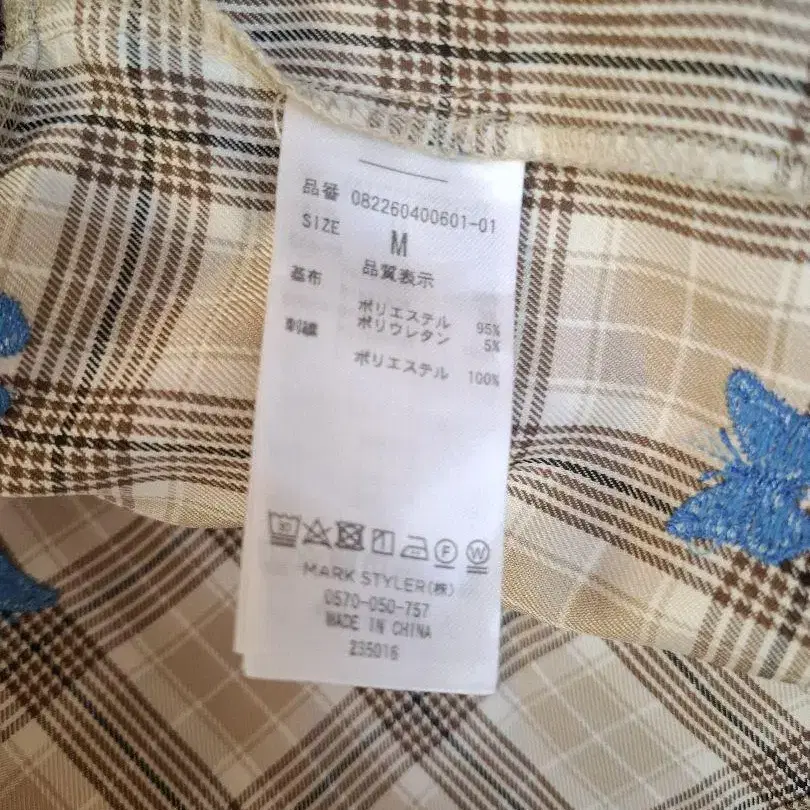 品番 082260400601-01
SIZE M
品質表示
基布 ポリエステル 95%
ポリウレタン 5%
刺繍 ポリエステル 100%
MARK STYLER(株)
0570-050-757
MADE IN CHINA
235016